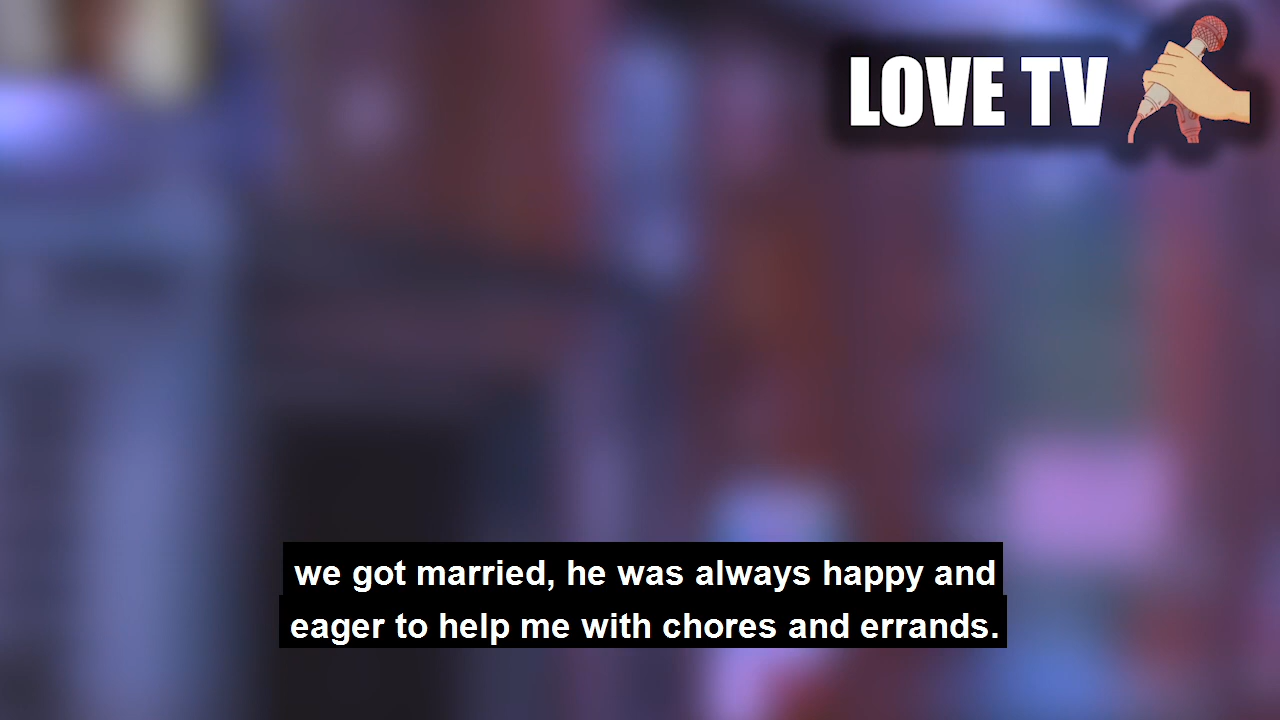 LOVE TV
we got married, he was always happy and
eager to help me with chores and errands.